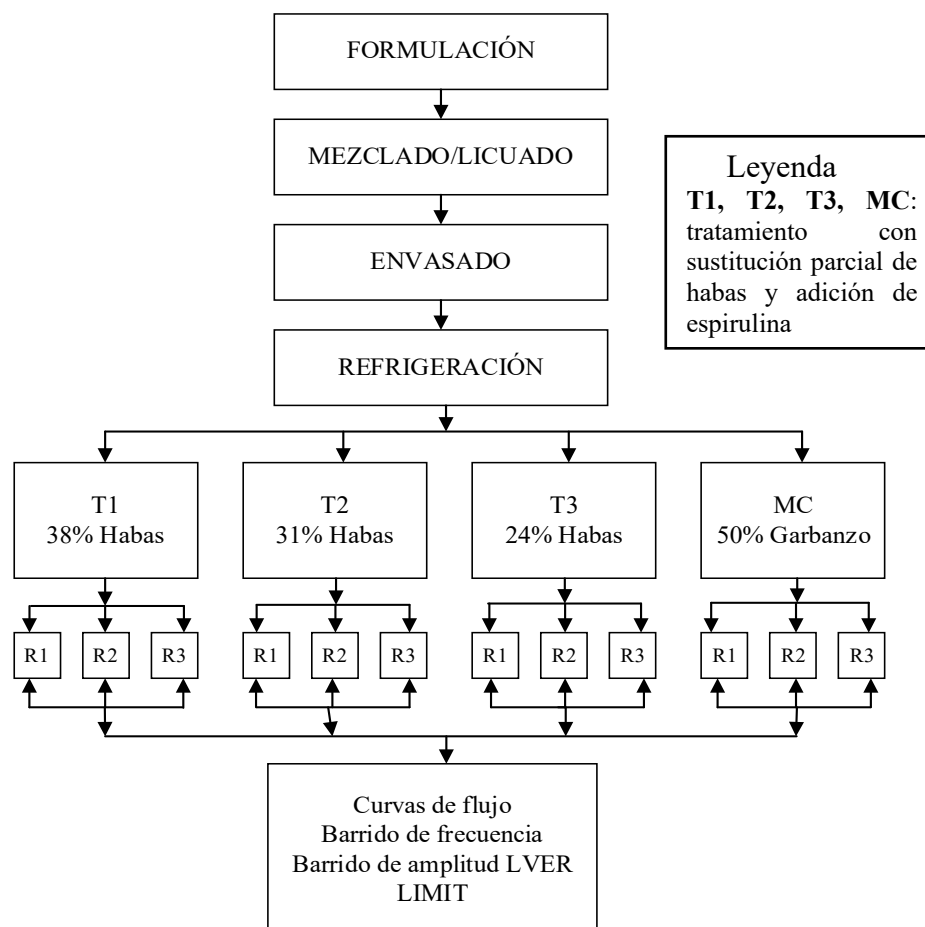 FORMULACIÓN
MEZCLADO/LICUADO
Leyenda
T1, T2, T3, MC:
tratamiento con
sustitución parcial de
habas y adición de
espirulina
ENVASADO
REFRIGERACIÓN
T1
38% Habas
T2
31% Habas
T3
24% Habas
MC
50% Garbanzo
R1
R2
R3
R1
R2
R3
R1
R2
R3
R1
R2
R3
Curvas de flujo
Barrido de frecuencia
Barrido de amplitud LVER
LIMIT